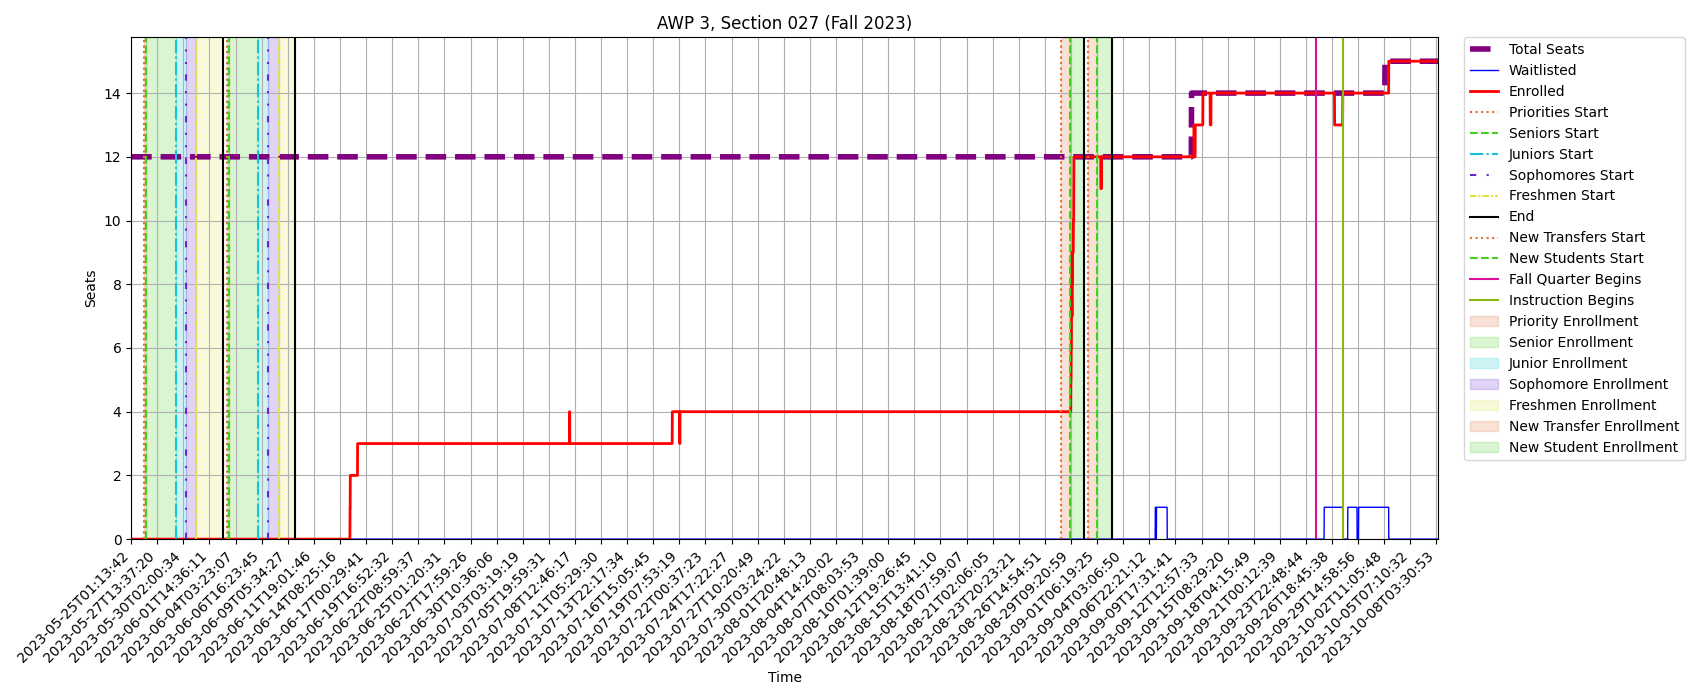 AWP 3, Section 027 (Fall 2023)
Seats
14
12
10
8
6
4
2
0
2023-05-25T01:13:42
2023-05-27T13:37:20
2023-05-30T02:00:34
2023-06-01T14:36:11
2023-06-04T03:23:07
2023-06-06T16:23:45
2023-06-09T05:34:27
2023-06-11T19:01:46
2023-06-14T08:25:16
2023-06-17T00:29:41
2023-06-19T16:52:32
2023-06-22T08:59:37
2023-06-25T01:20:31
2023-06-27T17:59:26
2023-06-30T10:36:06
2023-07-03T03:19:19
2023-07-05T19:59:31
2023-07-08T12:46:17
2023-07-11T05:29:30
2023-07-13T22:17:34
2023-07-16T15:05:45
2023-07-19T07:53:19
2023-07-22T00:37:23
2023-07-24T17:22:27
2023-07-27T10:20:49
2023-07-30T03:24:22
2023-08-01T20:48:13
2023-08-04T14:20:02
2023-08-07T08:03:53
2023-08-10T01:39:00
2023-08-12T19:26:45
2023-08-15T13:41:10
2023-08-18T07:59:07
2023-08-21T02:06:05
2023-08-23T20:23:21
2023-08-26T14:54:51
2023-08-29T09:20:59
2023-09-01T06:19:25
2023-09-04T03:06:50
2023-09-06T22:21:12
2023-09-09T17:31:41
2023-09-12T12:57:33
2023-09-15T08:29:20
2023-09-18T04:15:49
2023-09-21T00:12:39
2023-09-23T22:48:44
2023-09-26T18:45:38
2023-09-29T14:58:56
2023-10-02T11:05:48
2023-10-05T07:10:32
2023-10-08T03:30:53
Time
Total Seats
Waitlisted
Enrolled
Priorities Start
Seniors Start
Juniors Start
Sophomores Start
Freshmen Start
End
New Transfers Start
New Students Start
Fall Quarter Begins
Instruction Begins
Priority Enrollment
Senior Enrollment
Junior Enrollment
Sophomore Enrollment
Freshmen Enrollment
New Transfer Enrollment
New Student Enrollment